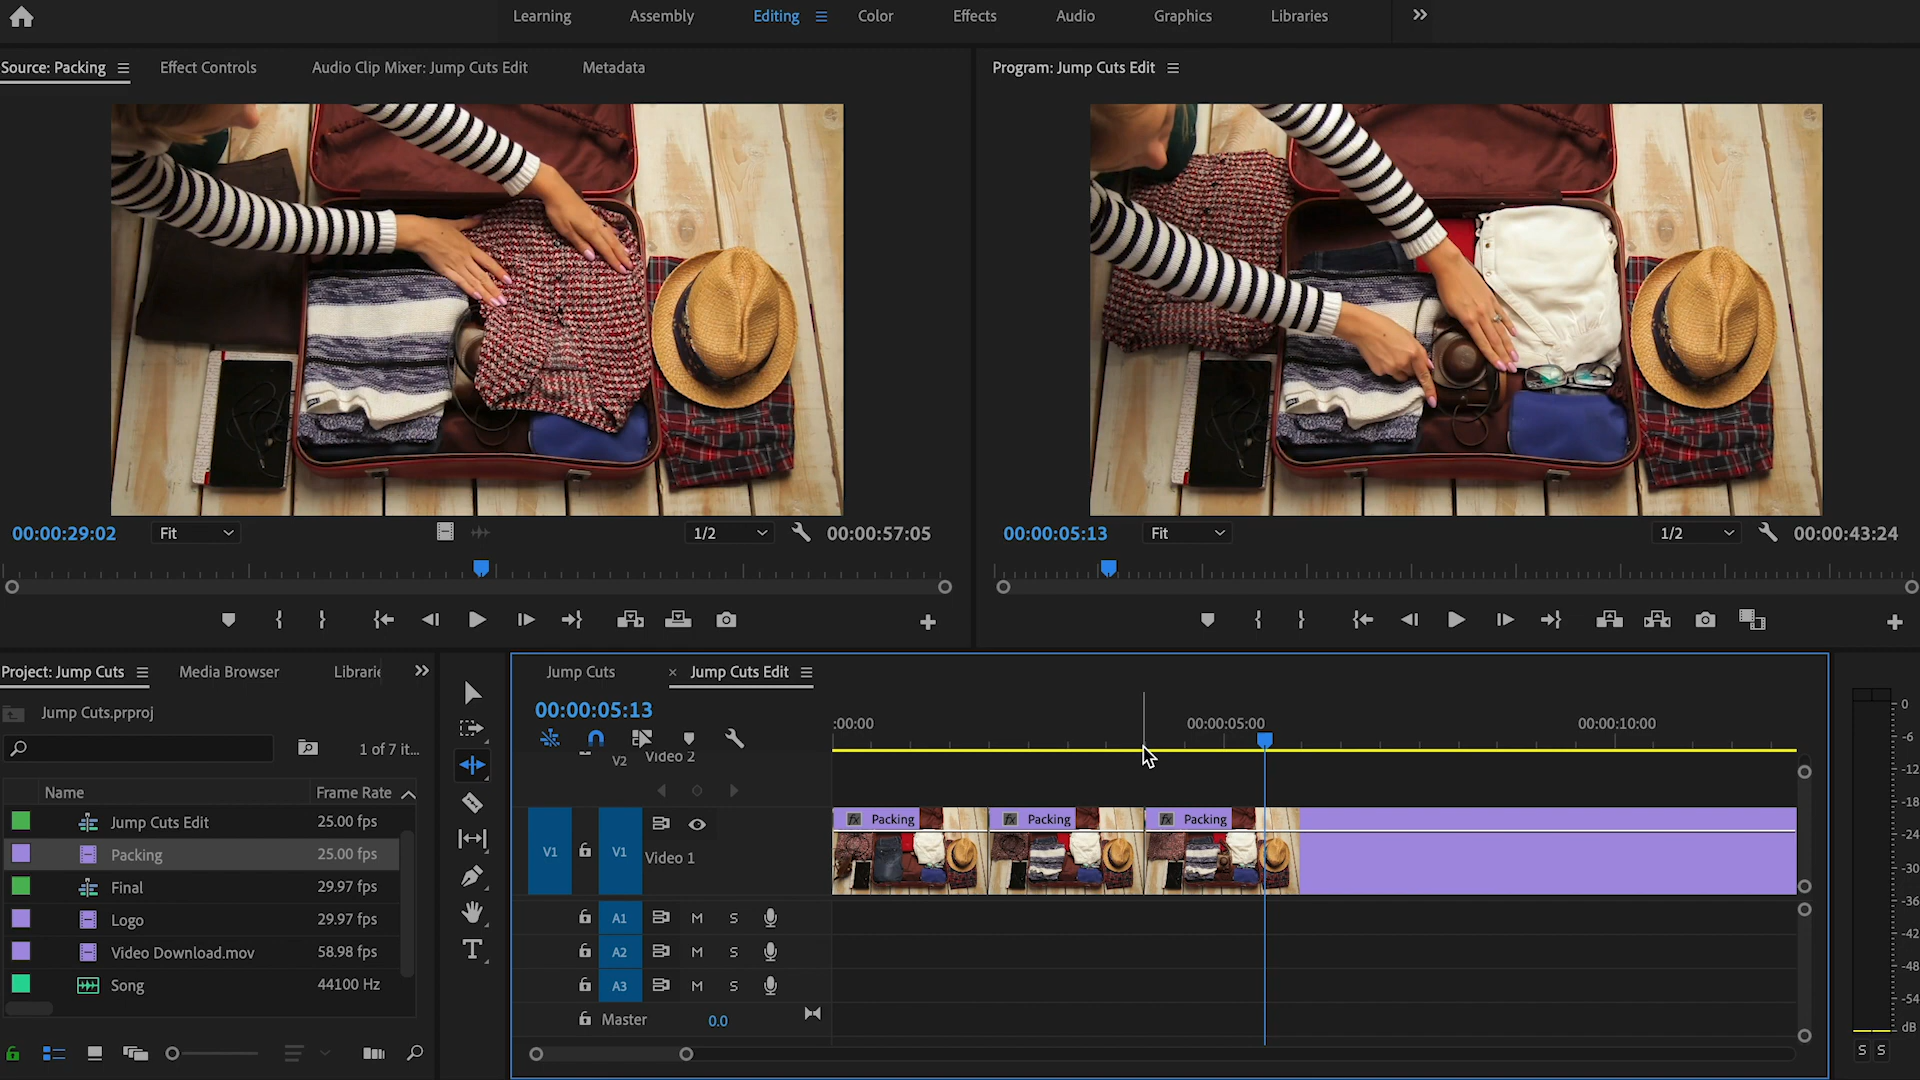 Learning Assembly Editing Color Effects Audio Graphics Libraries
Source: Packing Effect Controls Audio Clip Mixer: Jump Cuts Edit Metadata
Program: Jump Cuts Edit
00:00:29:02 Fit 1/2 00:00:57:05
00:00:05:13 Fit 1/2 00:00:43:24
Project: Jump Cuts Media Browser Librarie
Jump Cuts.prproj
1 of 7 it...
Name Frame Rate
Jump Cuts Edit 25.00 fps
Packing 25.00 fps
Final 29.97 fps
Logo 29.97 fps
Video Download.mov 58.98 fps
Song 44100 Hz
T
Jump Cuts × Jump Cuts Edit
00:00:05:13
:00:00 00:00:05:00 00:00:10:00
V2 Video 2
fx Packing fx Packing fx Packing
V1 V1 Video 1
A1 M S
A2 M S
A3 M S
Master 0.0
0
-6
-12
-18
-24
-30
-36
-42
-48
-54
dB
S S